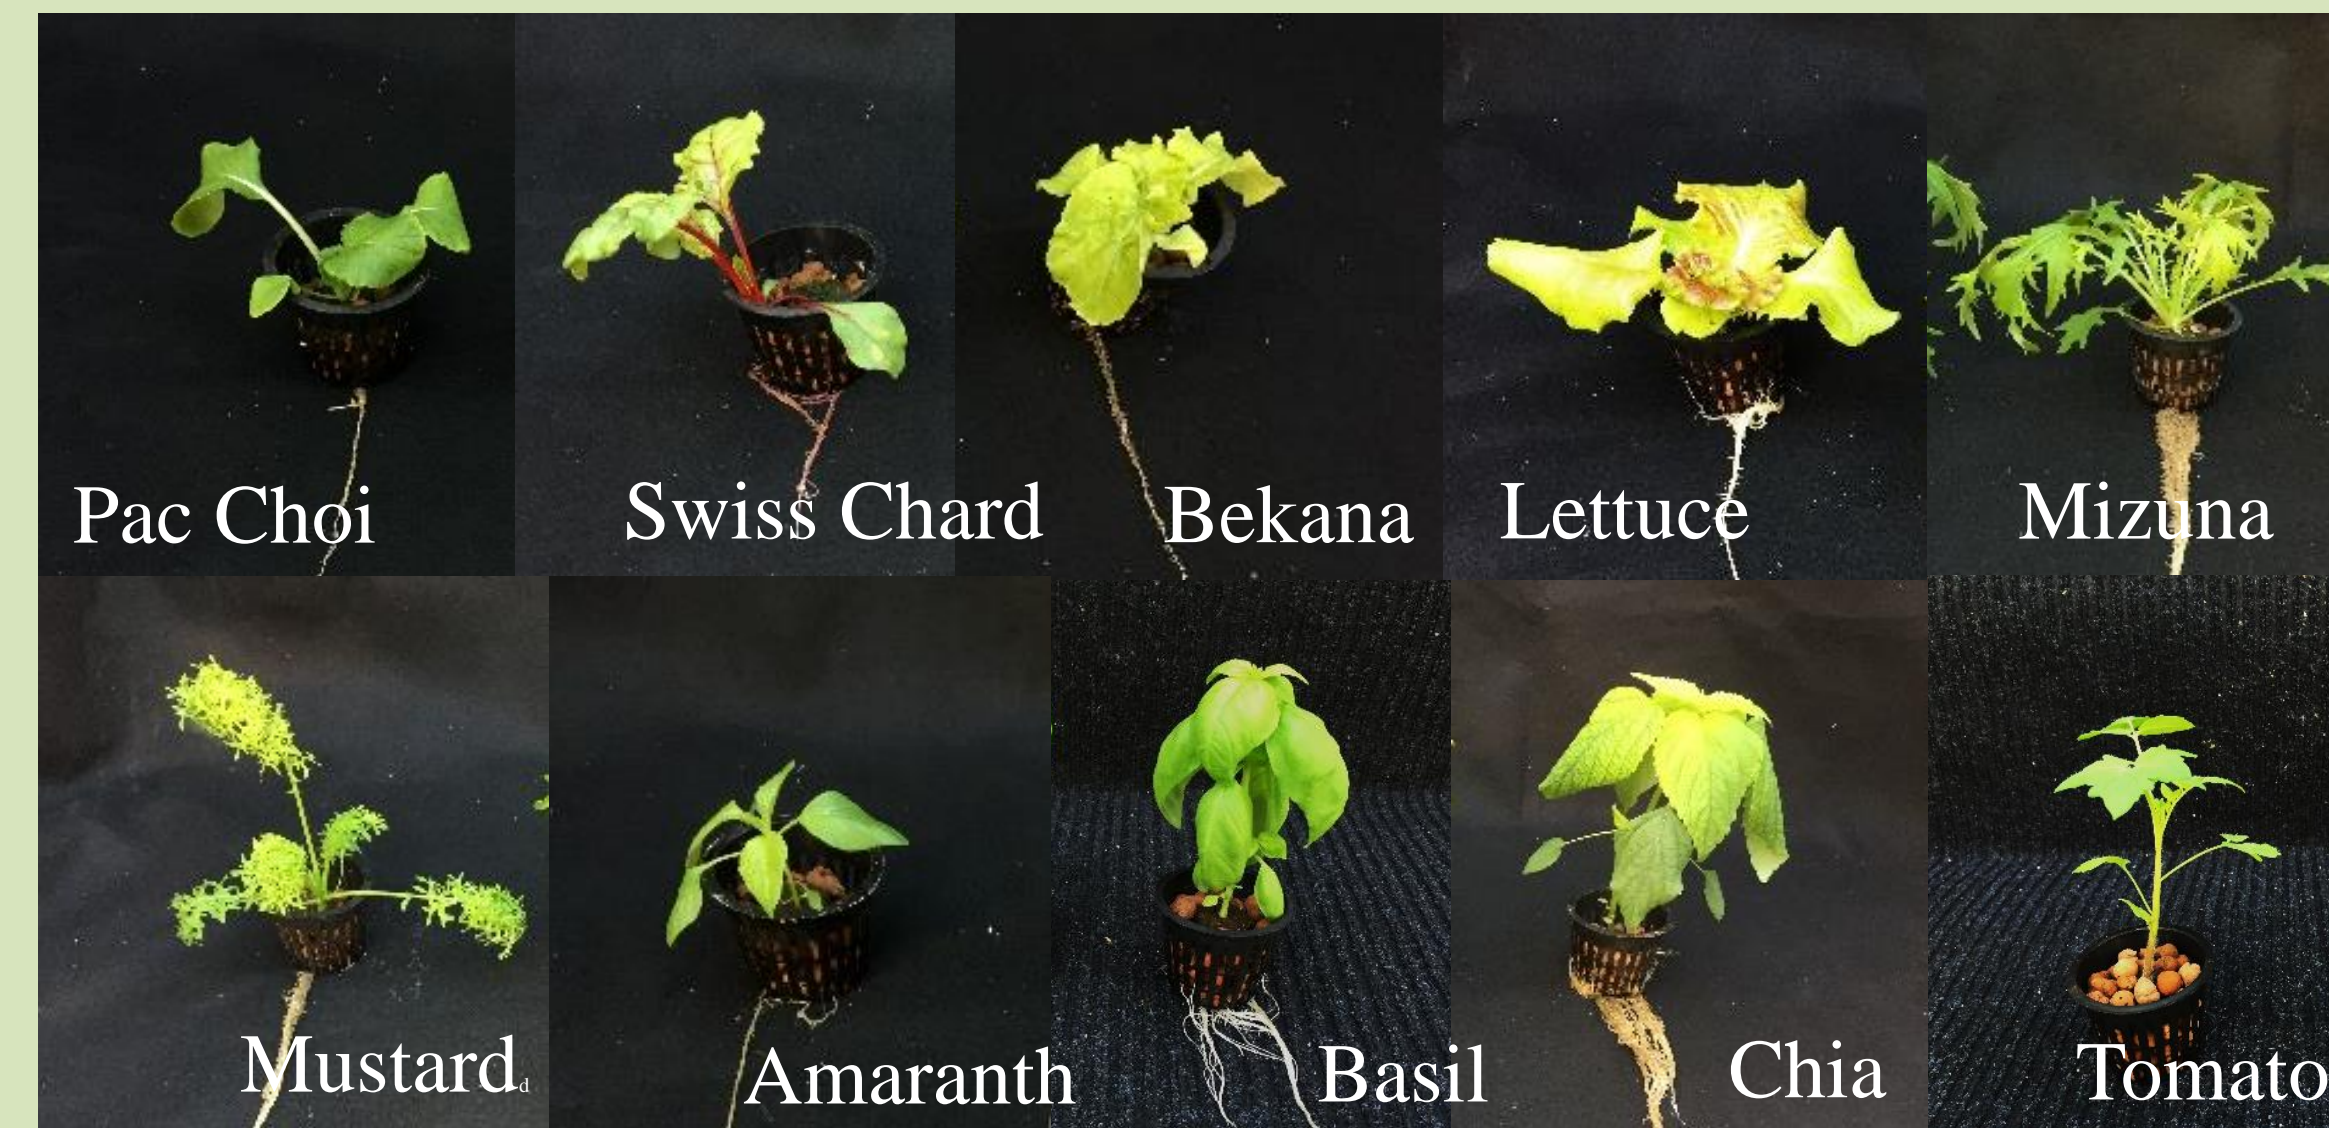 Pac Choi
Swiss Chard
Bekana
Lettuce
Mizuna
Mustard
d
Amaranth
Basil
Chia
Tomato